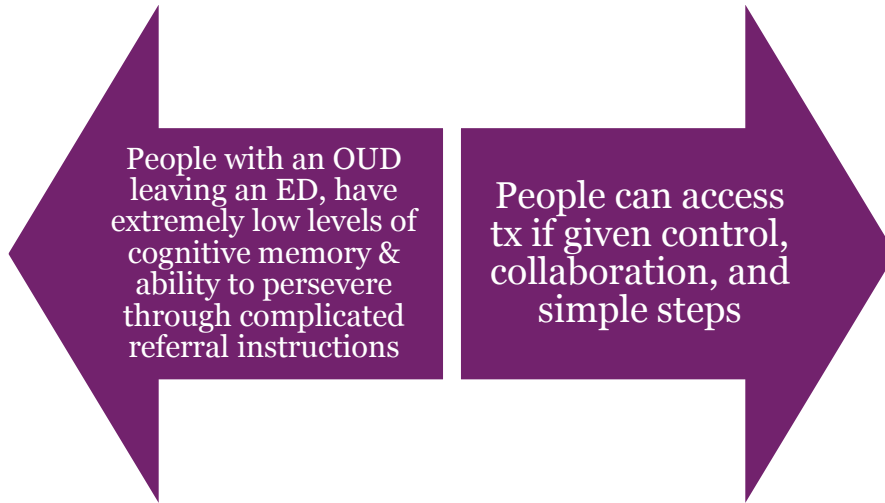 People with an OUD
leaving an ED, have
extremely low levels of
cognitive memory &
ability to persevere
through complicated
referral instructions
People can access
tx if given control,
collaboration, and
simple steps